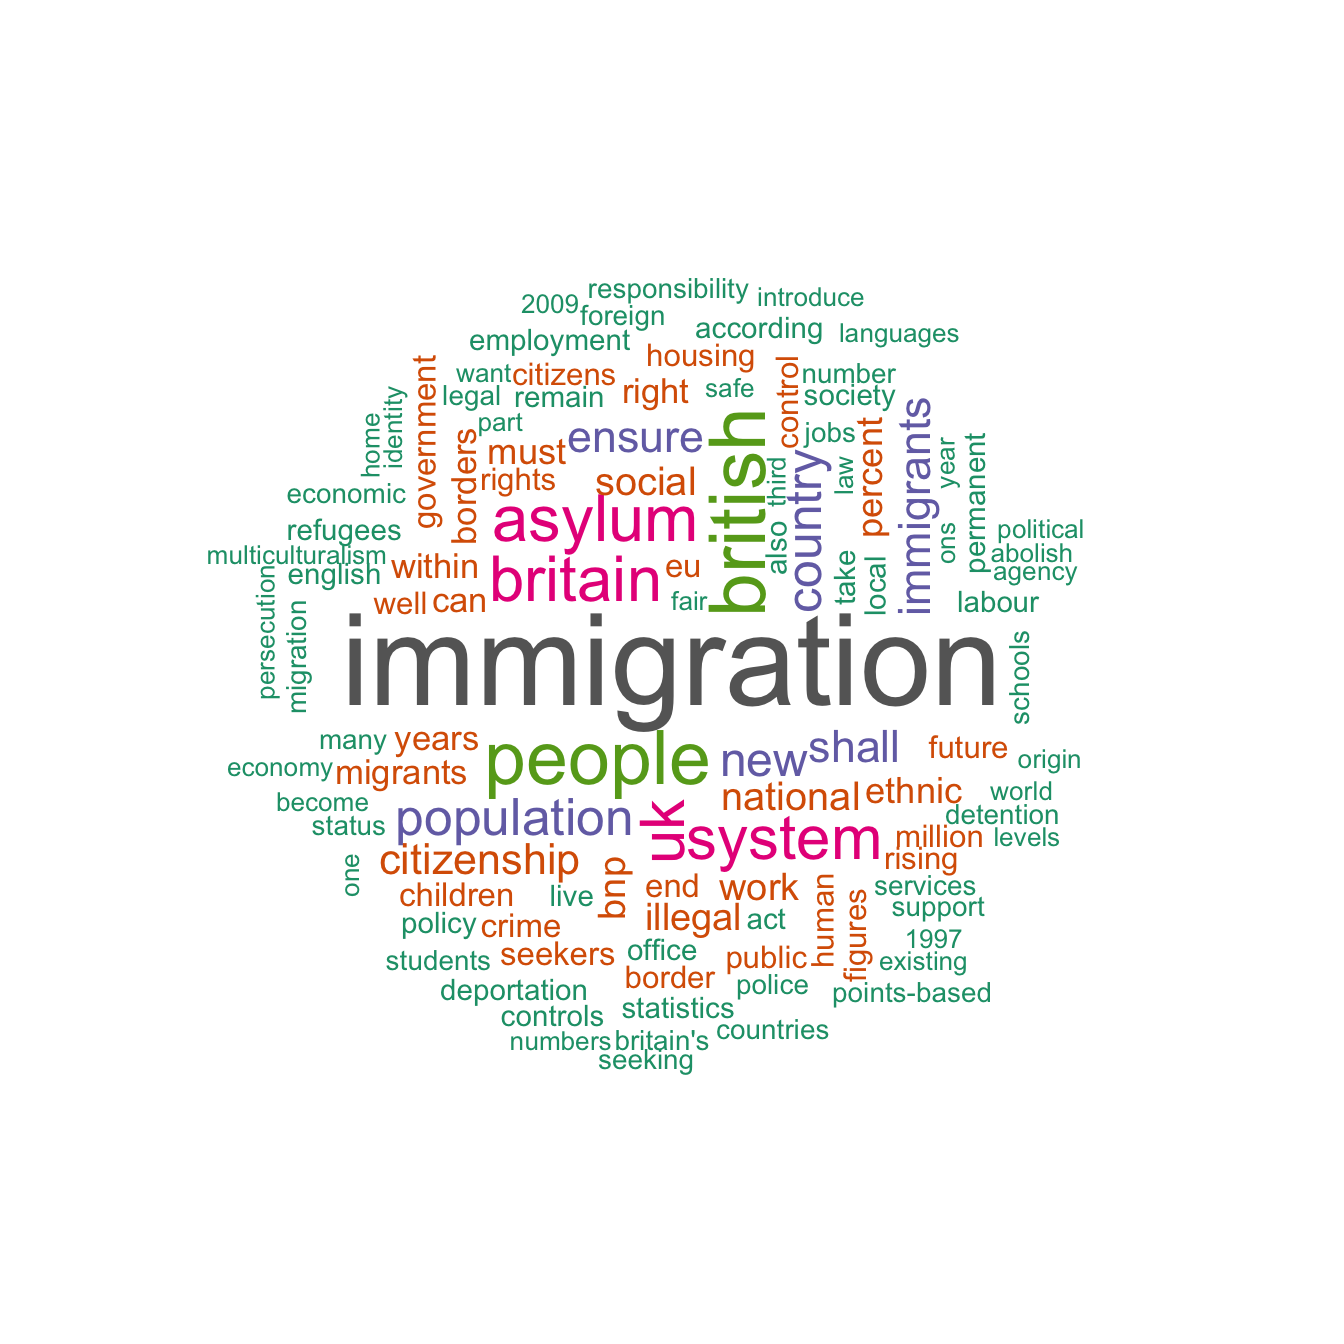 responsibility
introduce
2009
foreign
according
languages
employment
housing
want
citizens
right
safe
control
number
legal
remain
society
government
home
identity
part
ensure
british
jobs
must
borders
rights
social
third
country
law
percent
immigrants
year
permanent
economic
refugees
asylum
also
ons
political
multiculturalism
abolish
english
within
britain
eu
take
local
agency
persecution
migration
well
can
fair
labour
immigration
schools
many
years
people
new
shall
future
origin
economy
migrants
national
ethnic
world
become
status
population
uk
system
detention
million
levels
citizenship
rising
one
children
live
bnp
end
work
human
figures
services
support
policy
crime
illegal
act
1997
students
seekers
office
public
existing
border
police
deportation
points-based
controls
statistics
countries
numbers
britain's
seeking